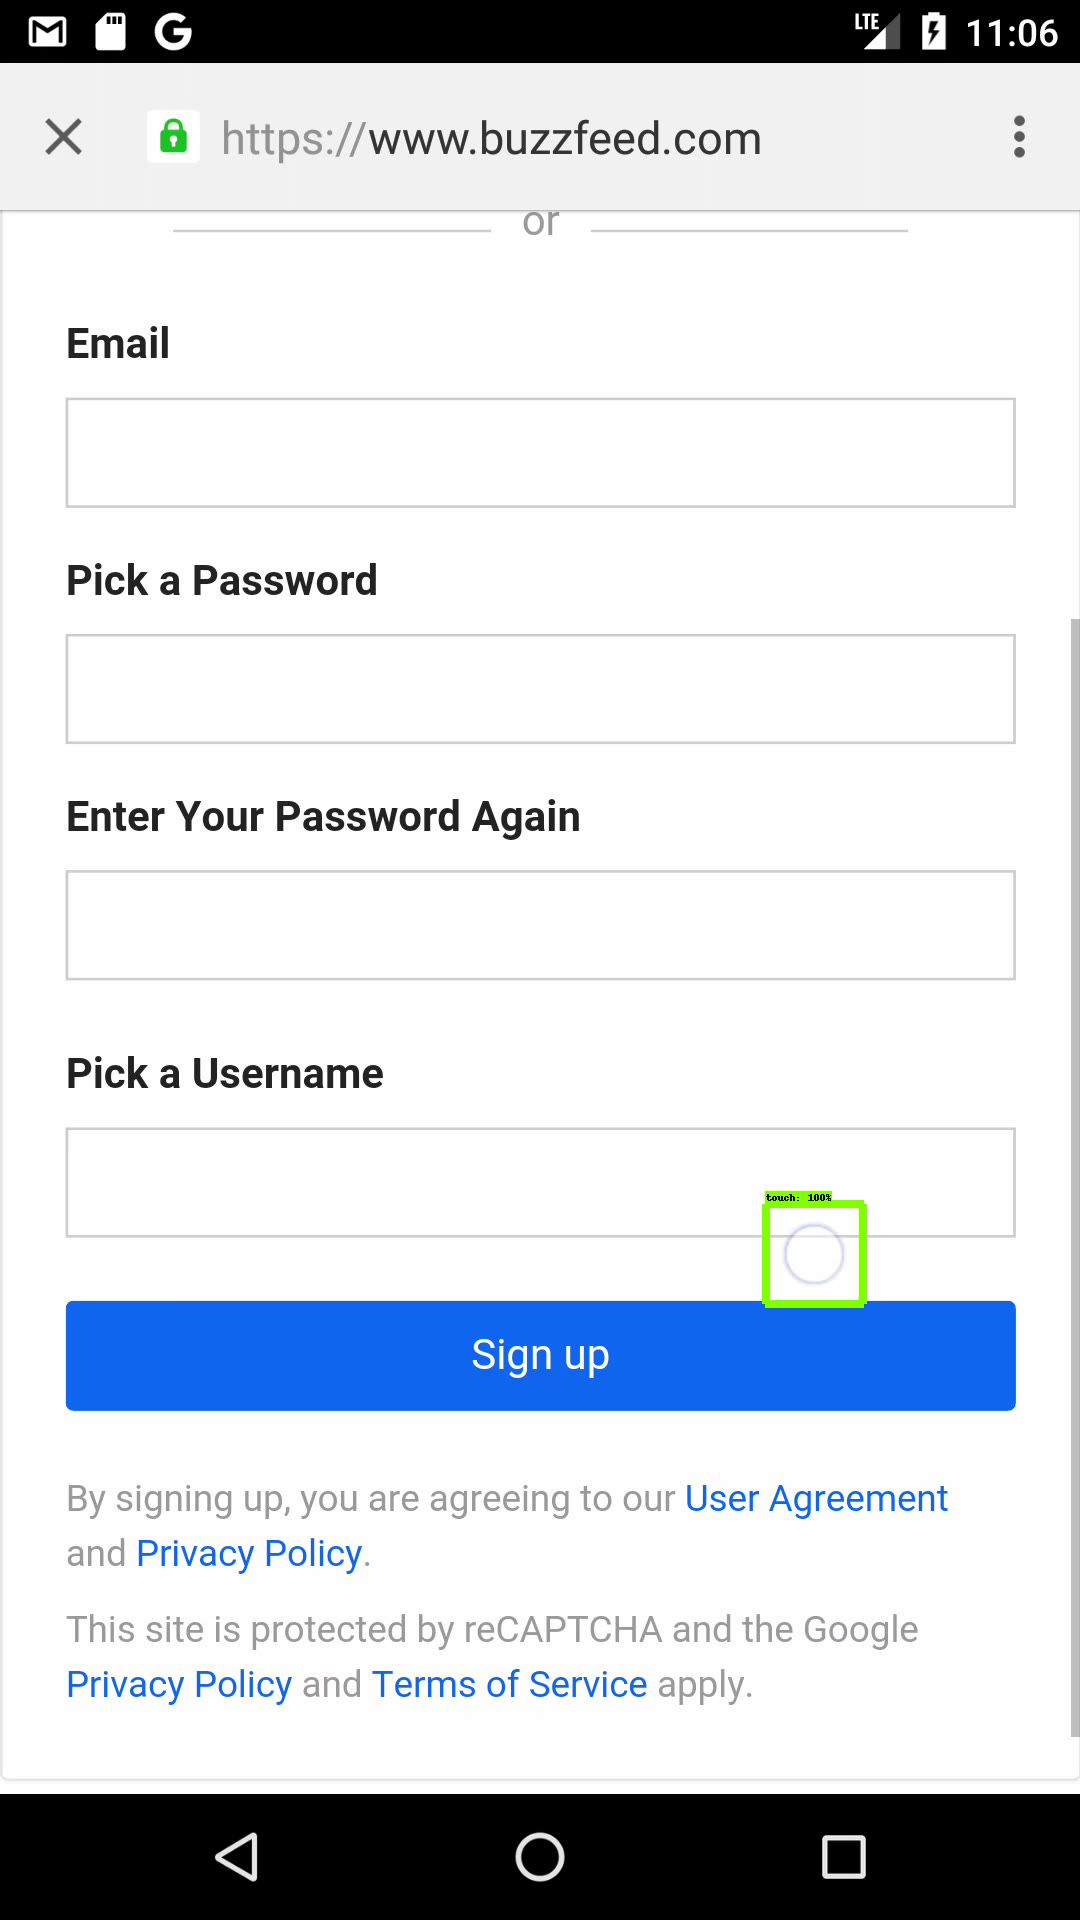 LTE 11:06
https://www.buzzfeed.com
or
Email
Pick a Password
Enter Your Password Again
Pick a Username
touch: 100%
Sign up
By signing up, you are agreeing to our User Agreement
and Privacy Policy.
This site is protected by reCAPTCHA and the Google
Privacy Policy and Terms of Service apply.